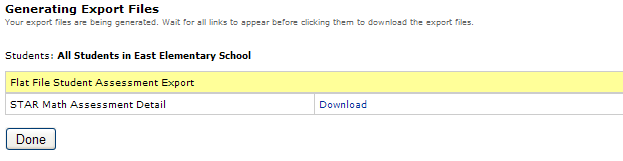 Generating Export Files
Your export files are being generated. Wait for all links to appear before clicking them to download the export files.
Students: All Students in East Elementary School
Flat File Student Assessment Export
STAR Math Assessment Detail Download
Done